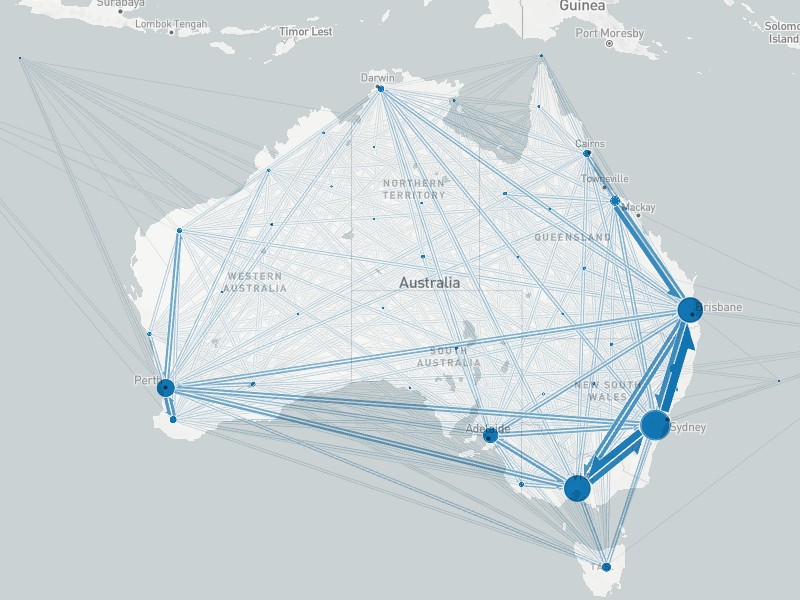 Surabaya
Lombok Tengah
Timor Lest
Guinea
Port Moresby
Solomo
Island
Darwin
Cairns
Townsville
Mackay
NORTHERN
TERRITORY
QUEENSLAND
WESTERN
AUSTRALIA
Australia
Brisbane
SOUTH
AUSTRALIA
Perth
NEW SOUTH
WALES
Adelaide
Sydney